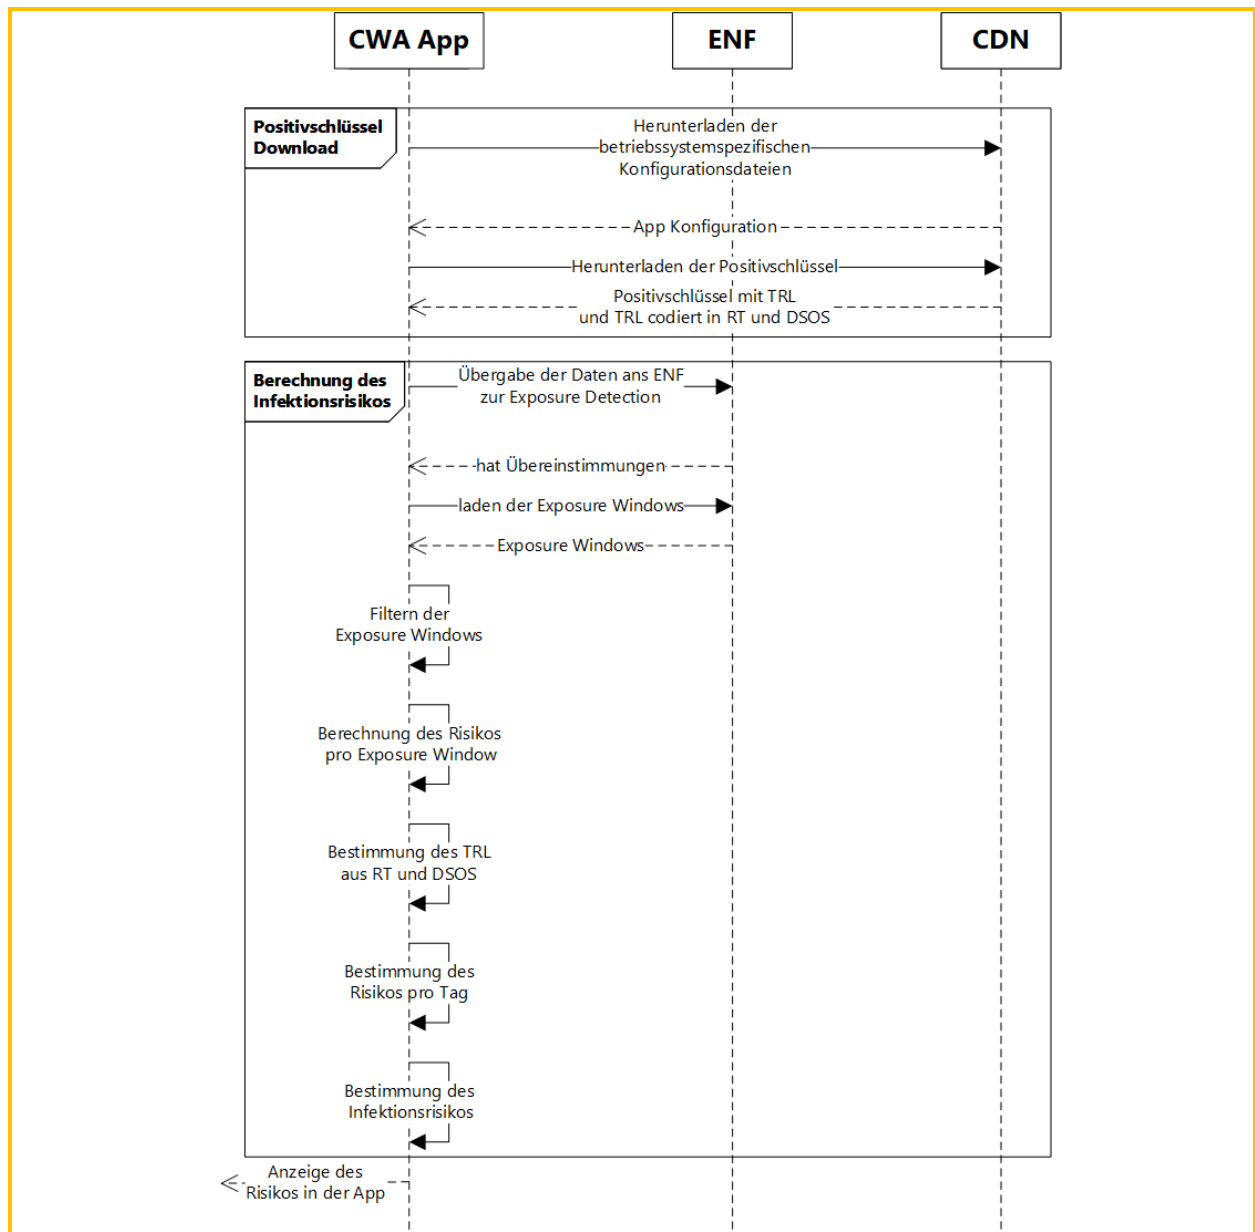 CWA App
ENF
CDN
Positivschlüssel
Download
Herunterladen der
betriebssystemspezifischen
Konfigurationsdateien
App Konfiguration
Herunterladen der Positivschlüssel
Positivschlüssel mit TRL
und TRL codiert in RT und DSOS
Berechnung des
Infektionsrisikos
Übergabe der Daten ans ENF
zur Exposure Detection
hat Übereinstimmungen
laden der Exposure Windows
Exposure Windows
Filtern der
Exposure Windows
Berechnung des Risikos
pro Exposure Window
Bestimmung des TRL
aus RT und DSOS
Bestimmung des
Risikos pro Tag
Bestimmung des
Infektionsrisikos
Anzeige des
Risikos in der App